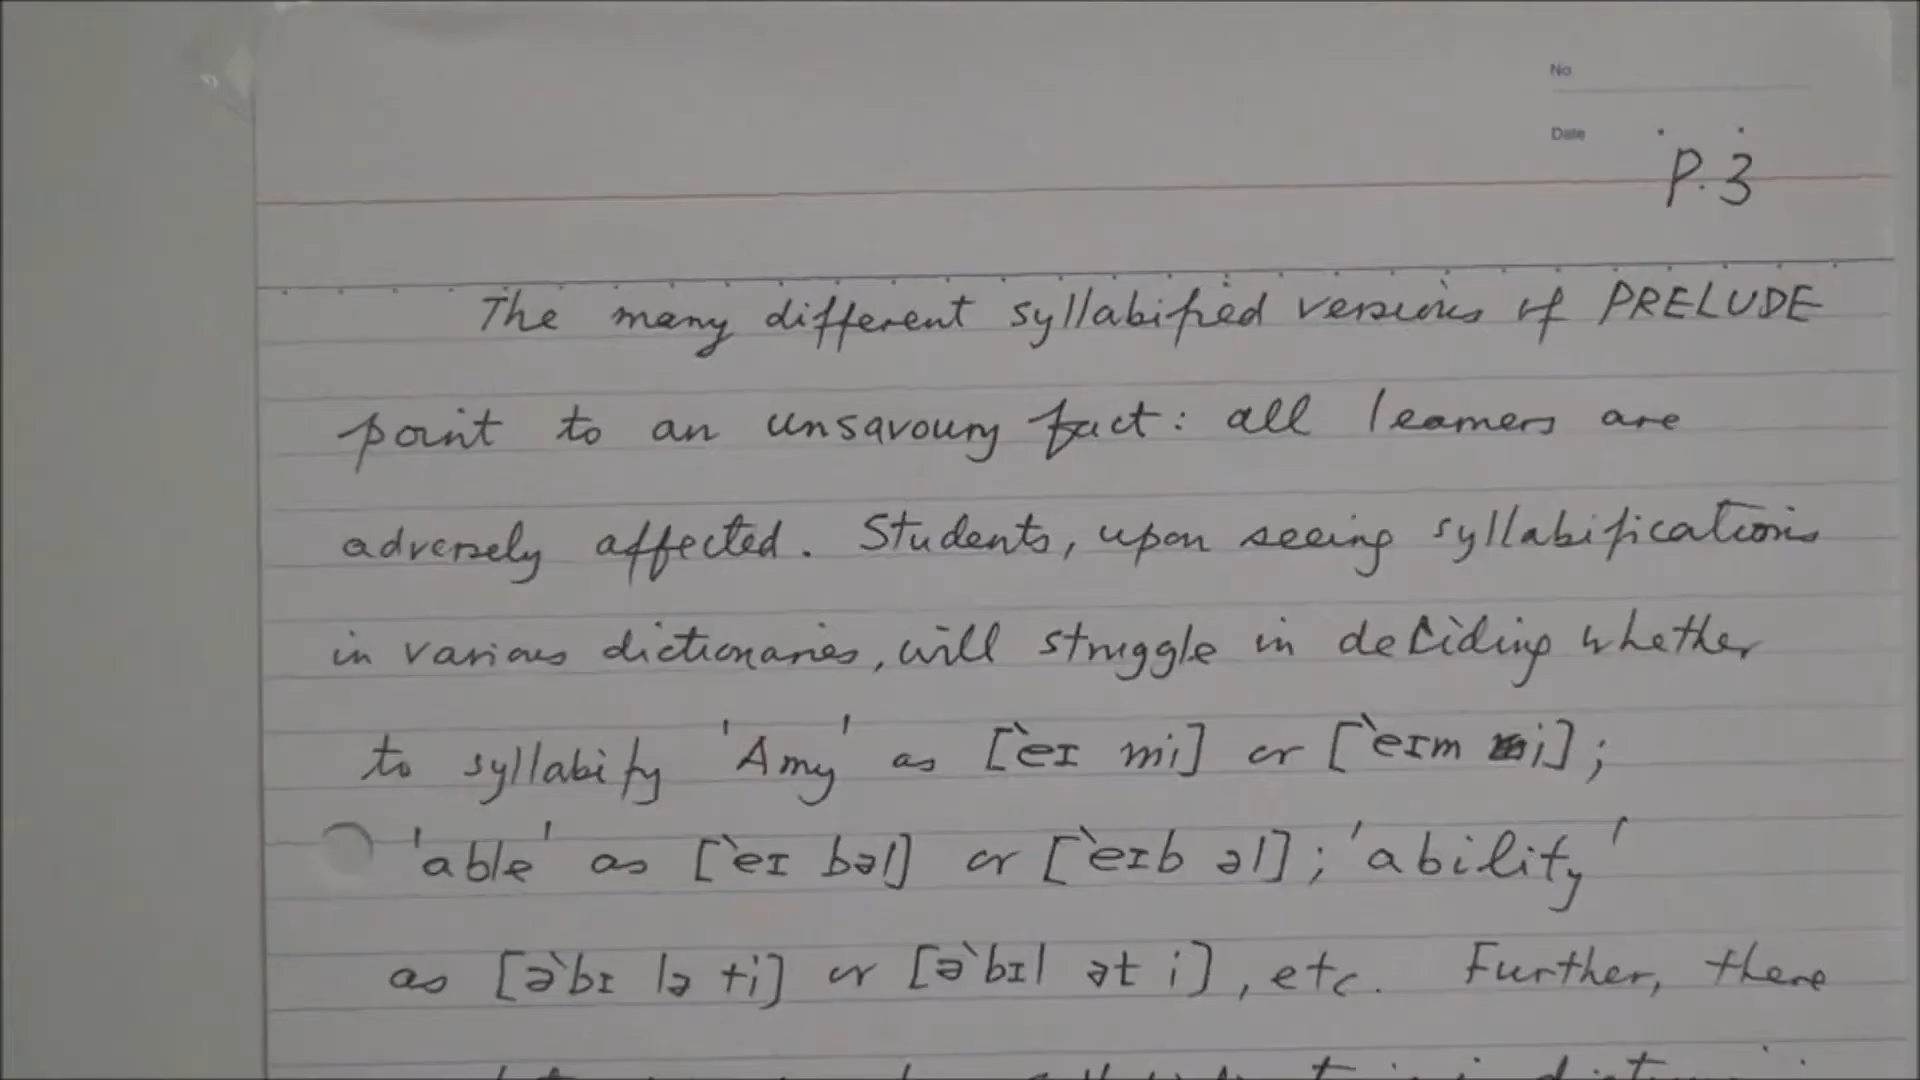 No
Date
P.3
The many different syllabified versions of PRELUDE
point to an unsavoury fact: all learners are
adversely affected. Students, upon seeing syllabifications
in various dictionaries, will struggle in deciding whether
to syllabify 'Amy' as [ˋeɪ mi] or [ˋeɪm i];
'able' as [ˋeɪ bəl] or [ˋeɪb əl]; 'ability'
as [əˋbɪ lə ti] or [əˋbɪl ət i], etc. Further, there